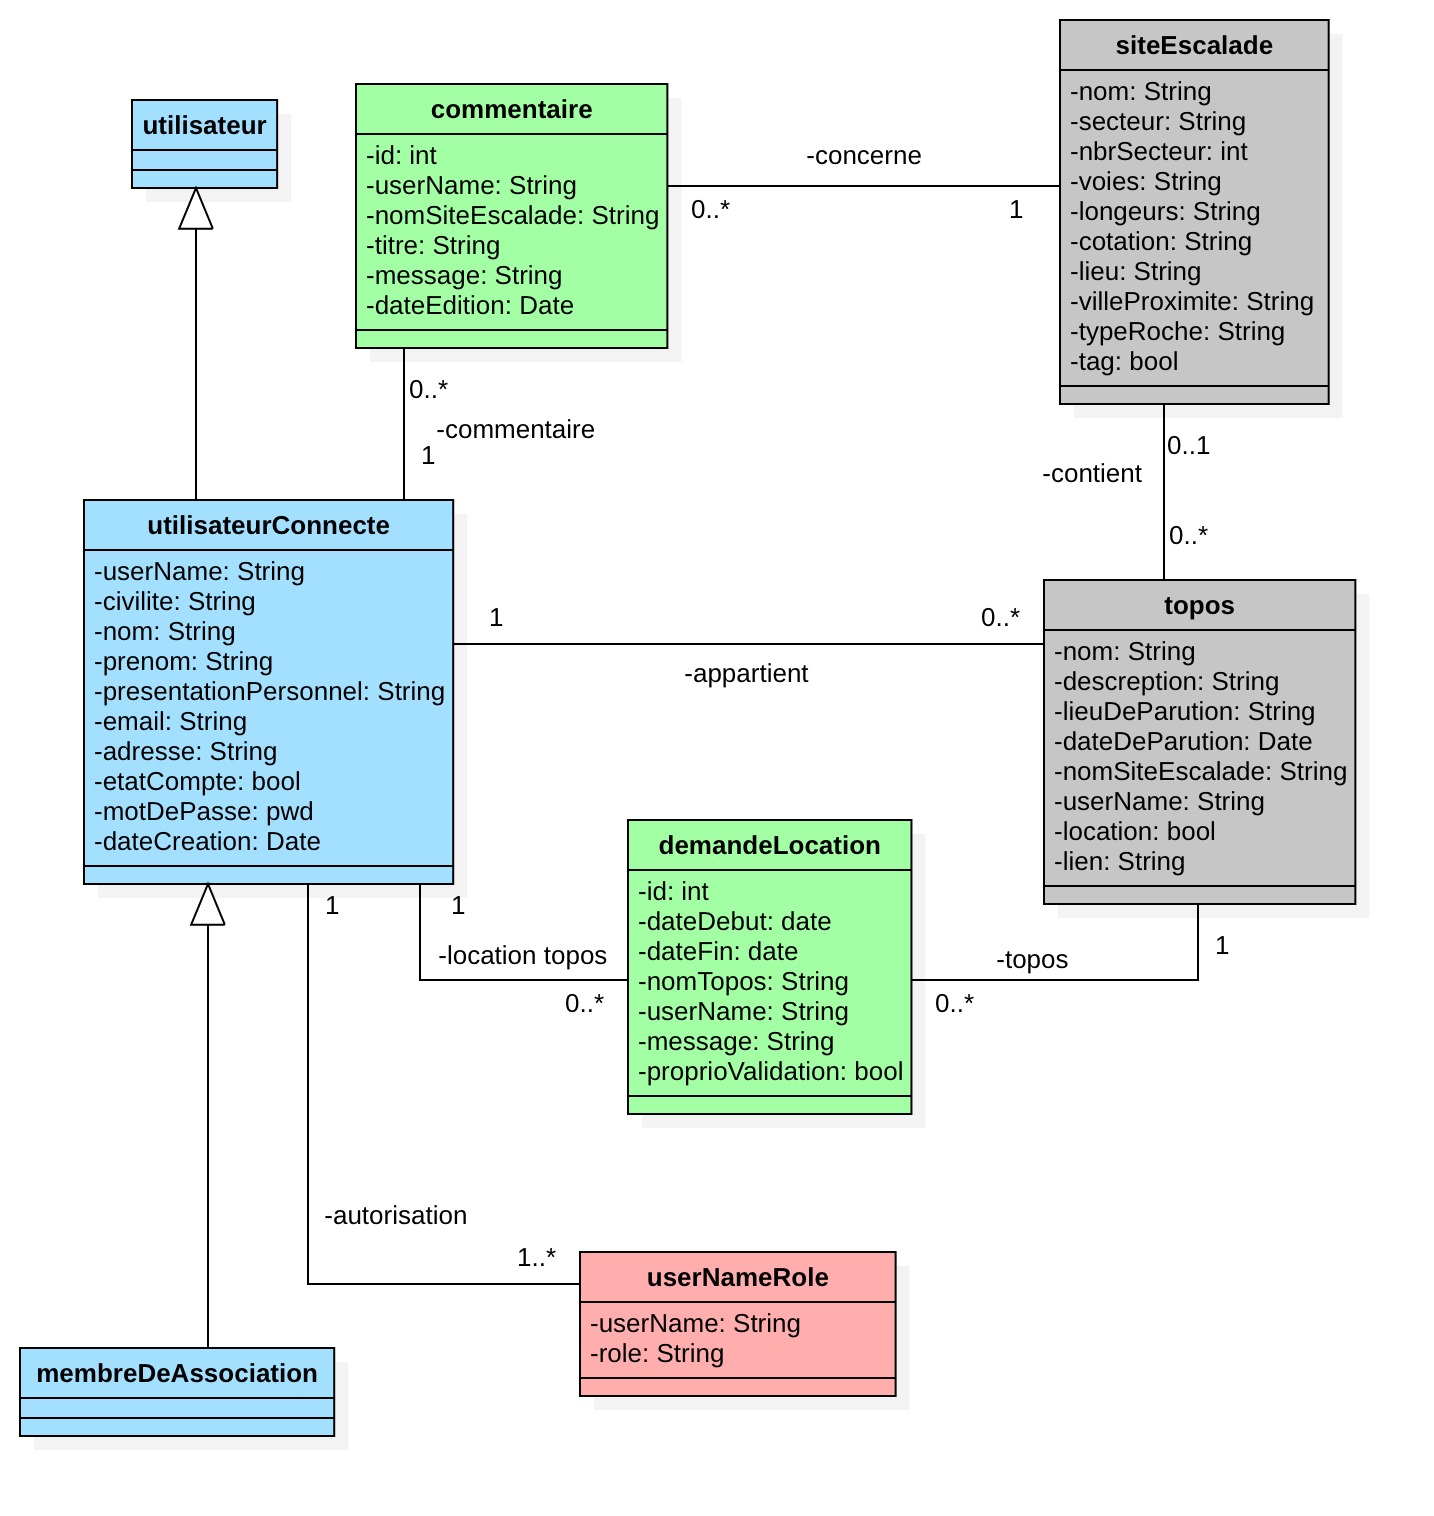 utilisateur
commentaire
-id: int
-userName: String
-nomSiteEscalade: String
-titre: String
-message: String
-dateEdition: Date
-concerne
0..*
1
siteEscalade
-nom: String
-secteur: String
-nbrSecteur: int
-voies: String
-longeurs: String
-cotation: String
-lieu: String
-villeProximite: String
-typeRoche: String
-tag: bool
0..*
-commentaire
1
0..1
-contient
0..*
utilisateurConnecte
-userName: String
-civilite: String
-nom: String
-prenom: String
-presentationPersonnel: String
-email: String
-adresse: String
-etatCompte: bool
-motDePasse: pwd
-dateCreation: Date
1
0..*
-appartient
topos
-nom: String
-descreption: String
-lieuDeParution: String
-dateDeParution: Date
-nomSiteEscalade: String
-userName: String
-location: bool
-lien: String
demandeLocation
-id: int
-dateDebut: date
-dateFin: date
-nomTopos: String
-userName: String
-message: String
-proprioValidation: bool
1
1
-location topos
0..*
-topos
1
0..*
-autorisation
1..*
userNameRole
-userName: String
-role: String
membreDeAssociation